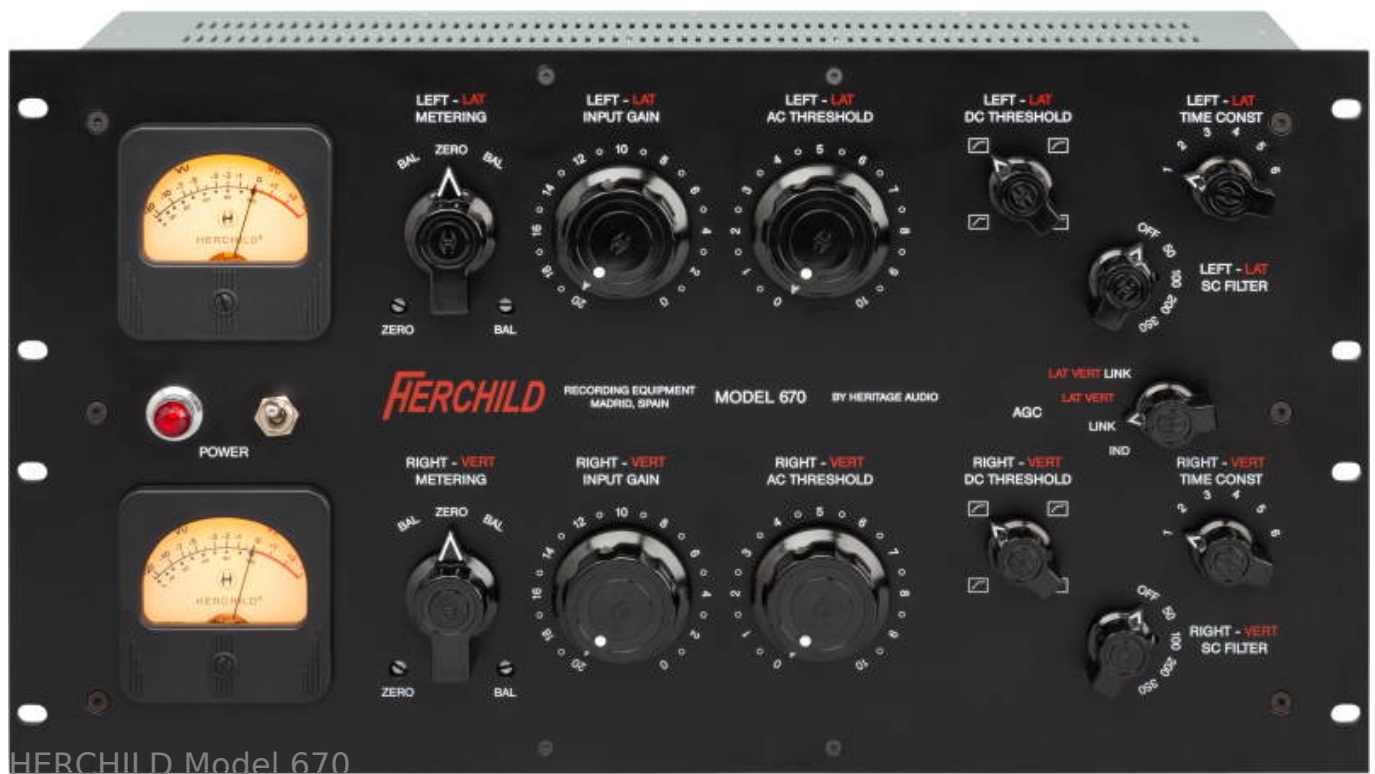 LEFT - LAT
METERING
LEFT - LAT
INPUT GAIN
LEFT - LAT
AC THRESHOLD
LEFT - LAT
DC THRESHOLD
LEFT - LAT
TIME CONST
BAL ZERO BAL
20 18 16 14 12 10 8 6 4 2 0
0 1 2 3 4 5 6 7 8 9 10
1 2 3 4 5 6
VU
HERCHILD®
ZERO BAL
OFF 50 100 200 350
LEFT - LAT
SC FILTER
POWER
HERCHILD
RECORDING EQUIPMENT
MADRID, SPAIN
MODEL 670
BY HERITAGE AUDIO
AGC
LAT VERT LINK
LAT VERT
LINK
IND
RIGHT - VERT
METERING
RIGHT - VERT
INPUT GAIN
RIGHT - VERT
AC THRESHOLD
RIGHT - VERT
DC THRESHOLD
RIGHT - VERT
TIME CONST
BAL ZERO BAL
20 18 16 14 12 10 8 6 4 2 0
0 1 2 3 4 5 6 7 8 9 10
1 2 3 4 5 6
VU
HERCHILD®
ZERO BAL
OFF 50 100 200 350
RIGHT - VERT
SC FILTER
HERCHILD Model 670